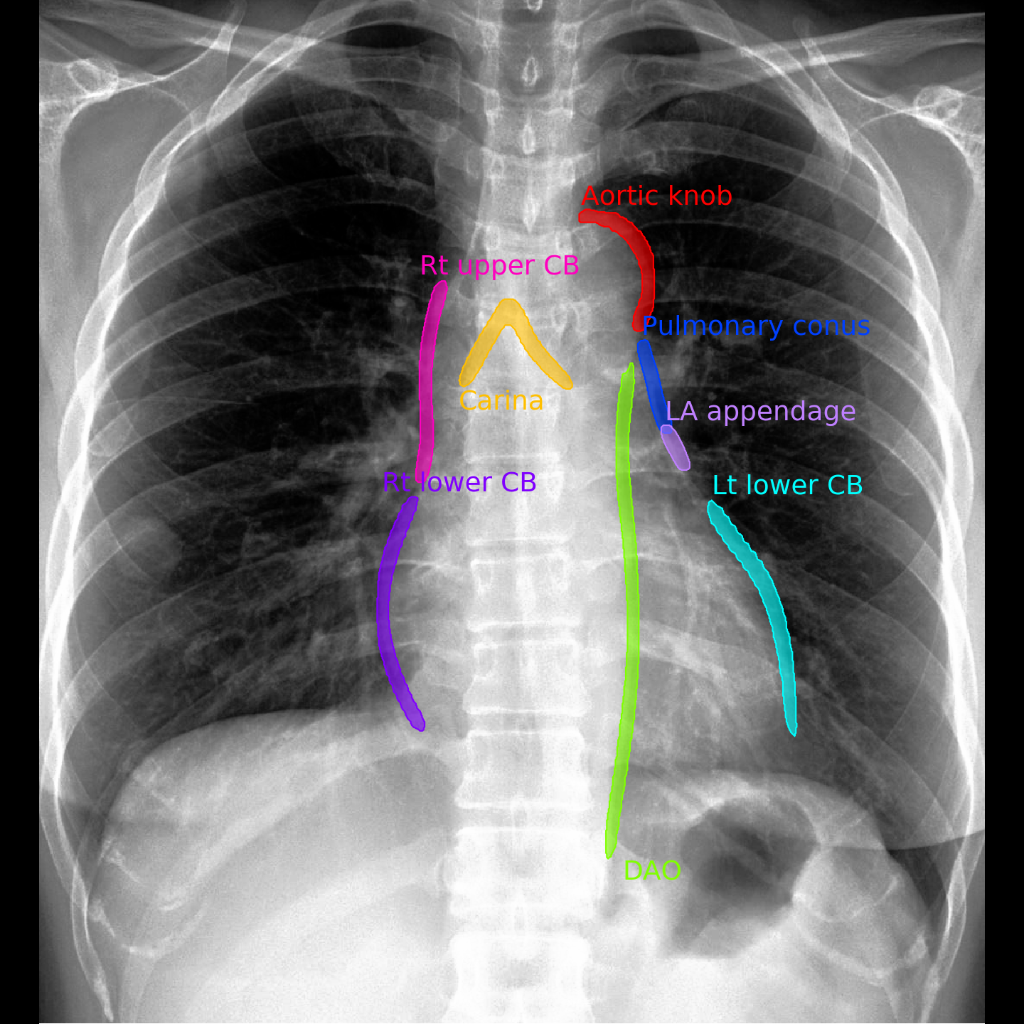 Aortic knob
Rt upper CB
Pulmonary conus
Carina
LA appendage
Rt lower CB
Lt lower CB
DAO